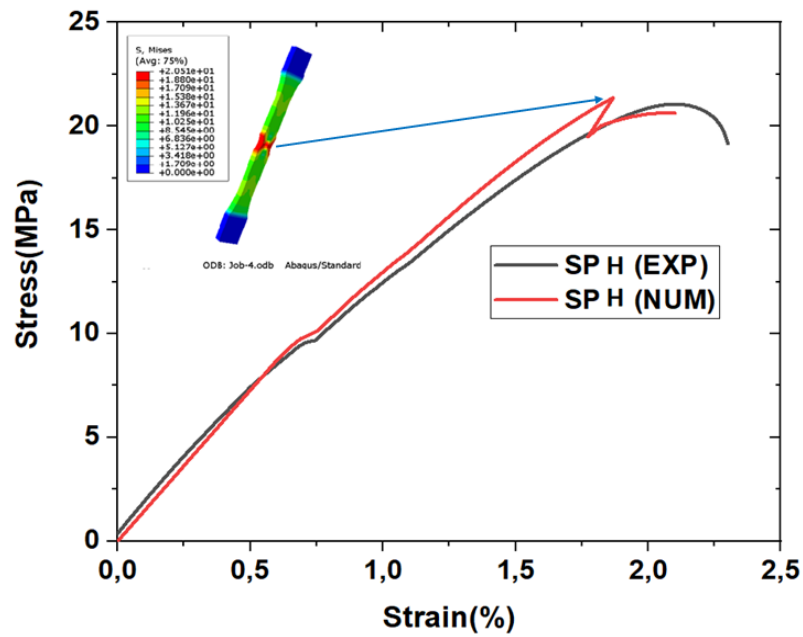 25
20
15
10
5
0
Stress(MPa)
S, Mises
(Avg: 75%)
+2.051e+01
+1.880e+01
+1.709e+01
+1.538e+01
+1.367e+01
+1.196e+01
+1.025e+01
+8.545e+00
+6.836e+00
+5.127e+00
+3.418e+00
+1.709e+00
+0.000e+00
ODB: Job-4.odb Abaqus/Standard
SP H (EXP)
SP H (NUM)
0,0
0,5
1,0
1,5
2,0
2,5
Strain(%)